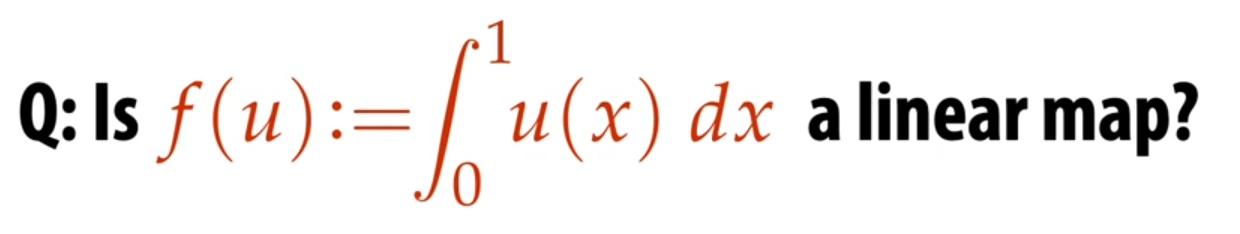 Q: Is f(u):=∫₀¹ u(x) dx a linear map?